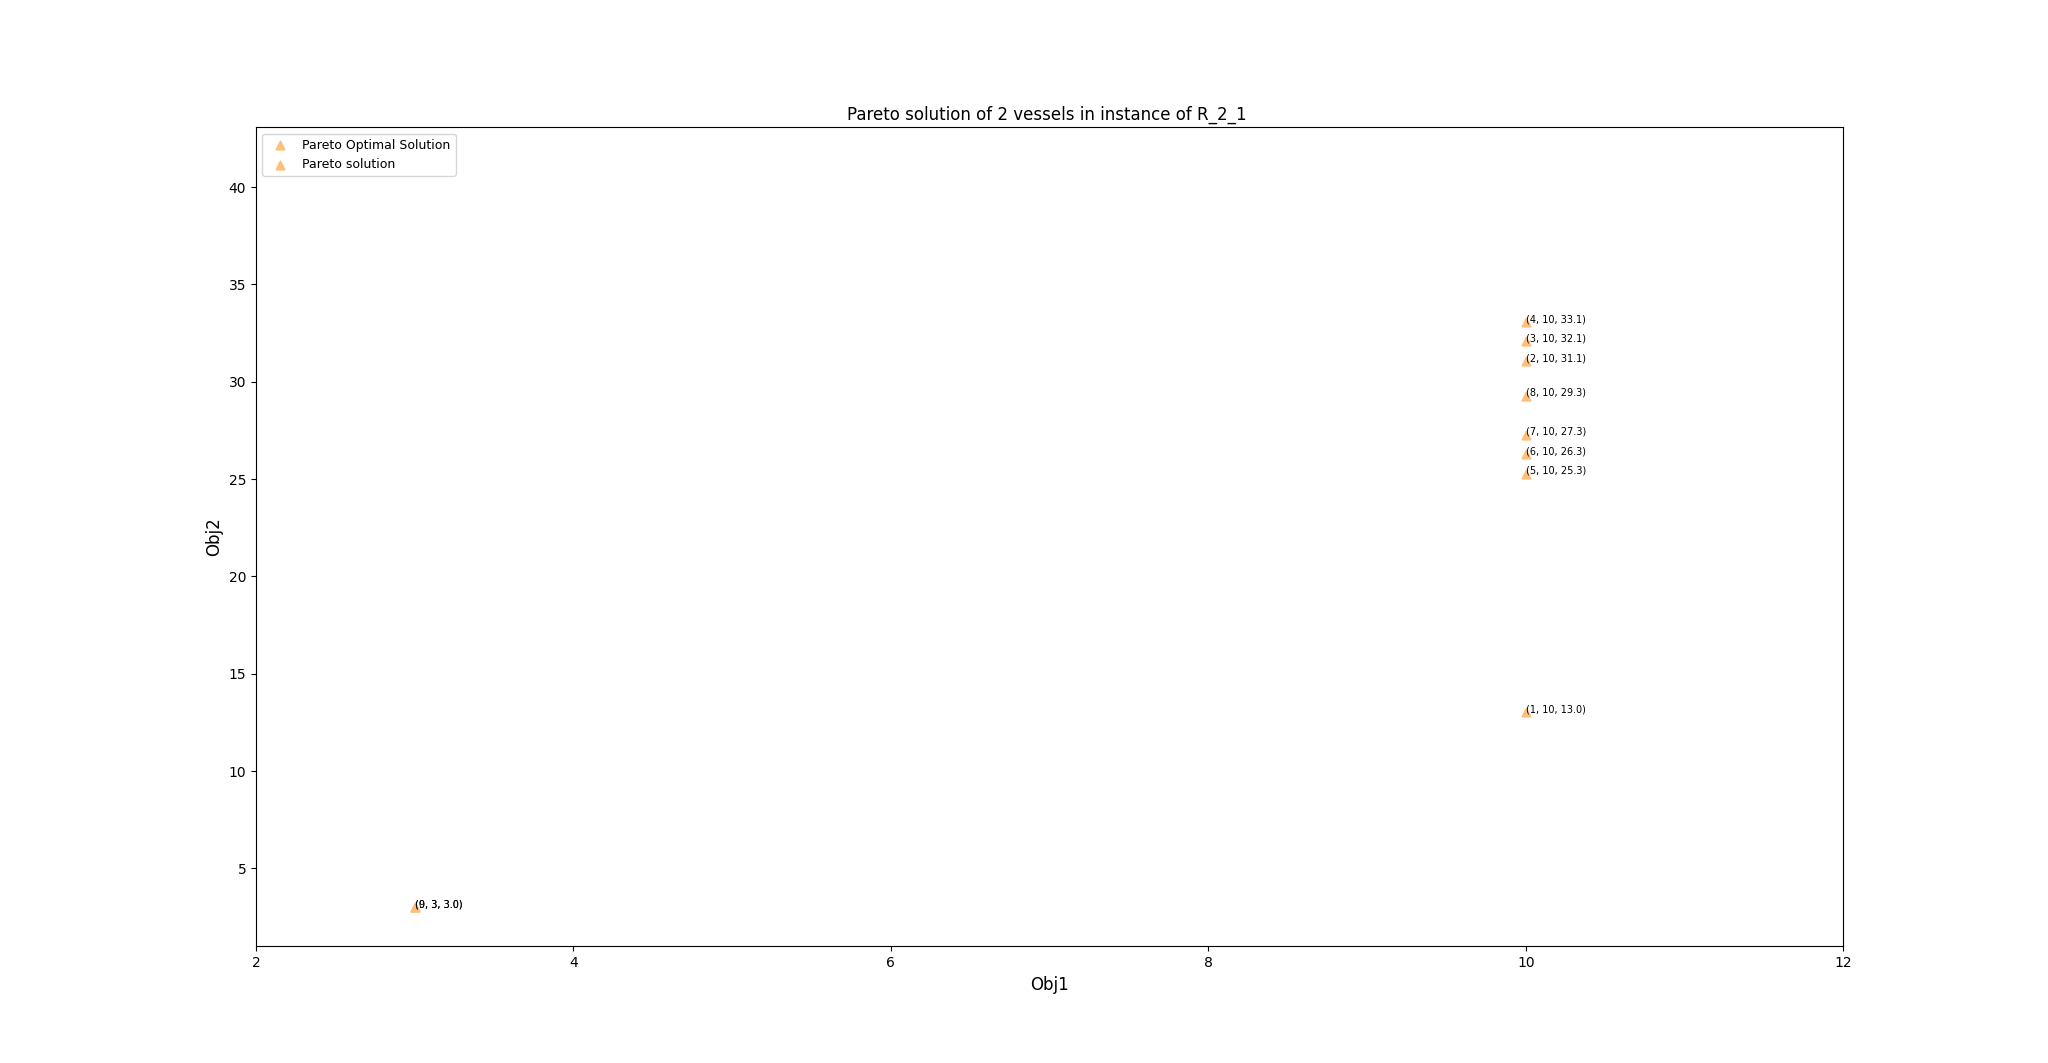 Pareto solution of 2 vessels in instance of R_2_1
Pareto Optimal Solution
Pareto solution
40
35
30
25
20
15
10
5
Obj2
(4, 10, 33.1)
(3, 10, 32.1)
(2, 10, 31.1)
(8, 10, 29.3)
(7, 10, 27.3)
(6, 10, 26.3)
(5, 10, 25.3)
(1, 10, 13.0)
(9, 3, 3.0)
2 4 6 8 10 12
Obj1